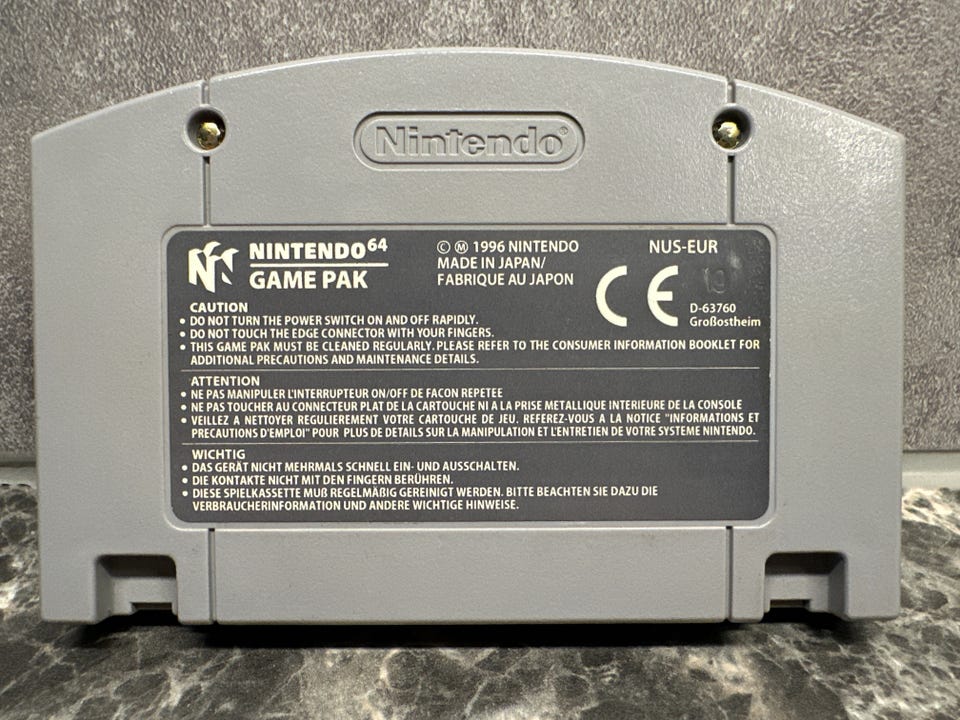 Nintendo®
NINTENDO 64
GAME PAK
© Ⓜ 1996 NINTENDO
MADE IN JAPAN/
FABRIQUE AU JAPON
NUS-EUR
CE
10
D-63760
Großostheim
CAUTION
• DO NOT TURN THE POWER SWITCH ON AND OFF RAPIDLY.
• DO NOT TOUCH THE EDGE CONNECTOR WITH YOUR FINGERS.
• THIS GAME PAK MUST BE CLEANED REGULARLY. PLEASE REFER TO THE CONSUMER INFORMATION BOOKLET FOR
ADDITIONAL PRECAUTIONS AND MAINTENANCE DETAILS.
ATTENTION
• NE PAS MANIPULER L'INTERRUPTEUR ON/OFF DE FACON REPETEE
• NE PAS TOUCHER AU CONNECTEUR PLAT DE LA CARTOUCHE NI A LA PRISE METALLIQUE INTERIEURE DE LA CONSOLE
• VEILLEZ A NETTOYER REGULIEREMENT VOTRE CARTOUCHE DE JEU. REFEREZ-VOUS A LA NOTICE "INFORMATIONS ET
PRECAUTIONS D'EMPLOI" POUR PLUS DE DETAILS SUR LA MANIPULATION ET L'ENTRETIEN DE VOTRE SYSTEME NINTENDO.
WICHTIG
• DAS GERÄT NICHT MEHRMALS SCHNELL EIN- UND AUSSCHALTEN.
• DIE KONTAKTE NICHT MIT DEN FINGERN BERÜHREN.
• DIESE SPIELKASSETTE MUß REGELMÄßIG GEREINIGT WERDEN. BITTE BEACHTEN SIE DAZU DIE
VERBRAUCHERINFORMATION UND ANDERE WICHTIGE HINWEISE.